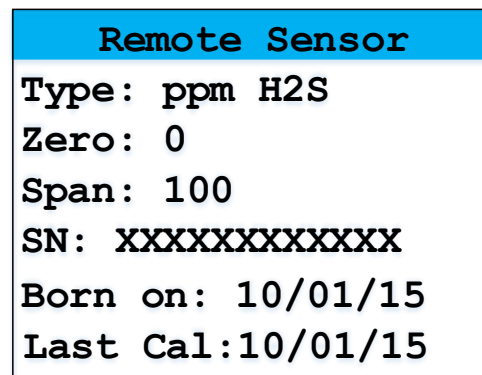 Remote Sensor
Type: ppm H2S
Zero: 0
Span: 100
SN: XXXXXXXXXXXX
Born on: 10/01/15
Last Cal:10/01/15